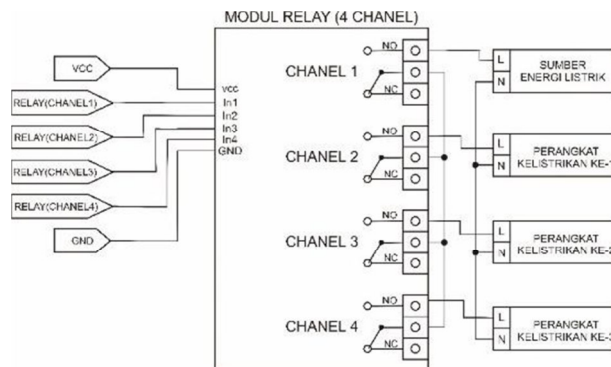 MODUL RELAY (4 CHANEL)
VCC
RELAY(CHANEL1)
RELAY(CHANEL2)
RELAY(CHANEL3)
RELAY(CHANEL4)
GND
vcc
In1
In2
In3
In4
GND
CHANEL 1
NO
NC
CHANEL 2
NO
NC
CHANEL 3
NO
NC
CHANEL 4
NO
NC
L
N
SUMBER
ENERGI LISTRIK
L
N
PERANGKAT
KELISTRIKAN KE-1
L
N
PERANGKAT
KELISTRIKAN KE-2
L
N
PERANGKAT
KELISTRIKAN KE-3